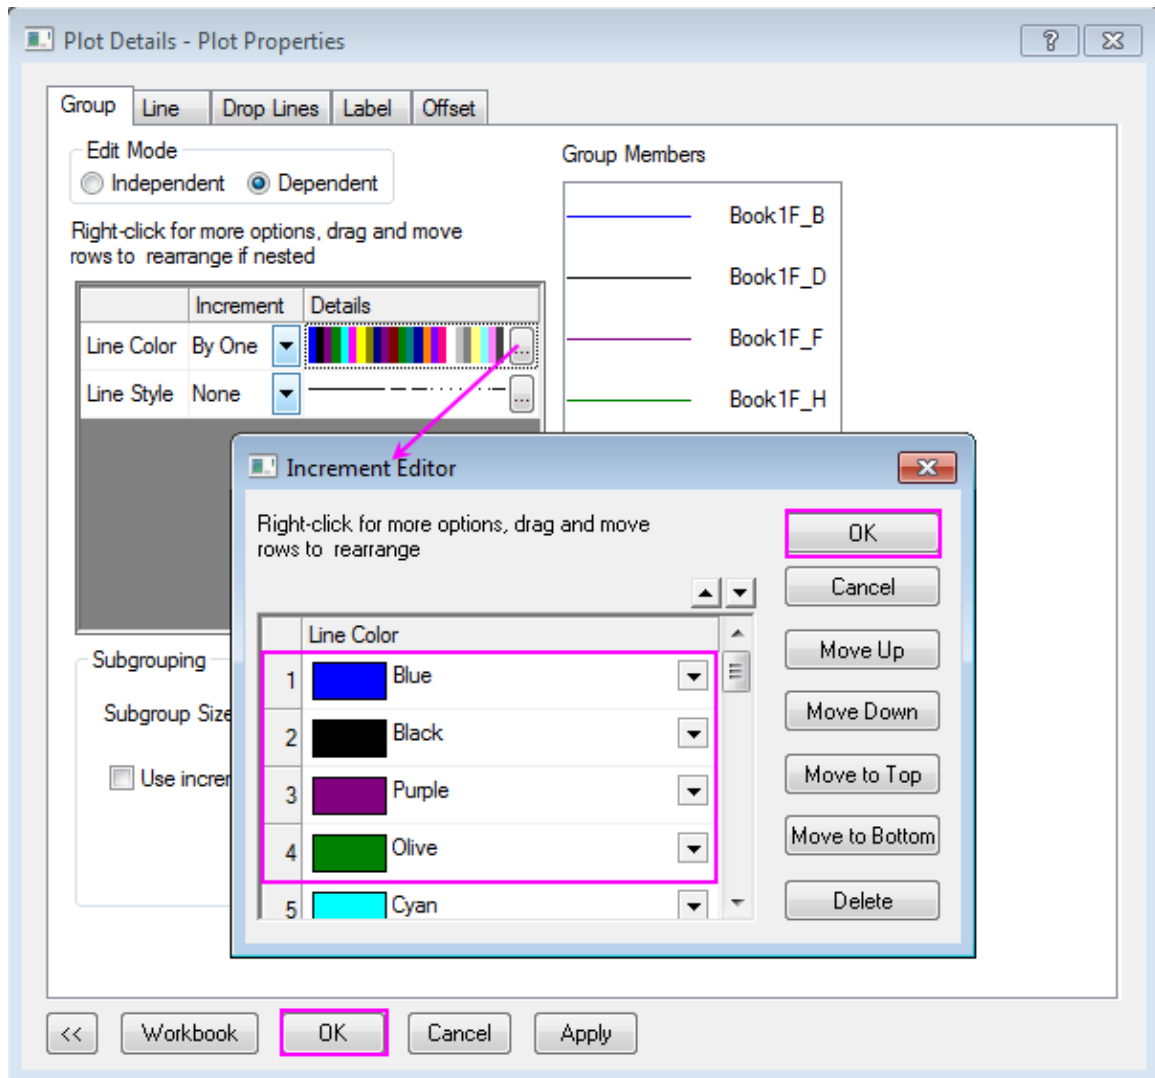 Plot Details - Plot Properties
Group Line Drop Lines Label Offset
Edit Mode
Independent Dependent
Right-click for more options, drag and move
rows to rearrange if nested
Increment Details
Line Color By One ...
Line Style None ...
Group Members
Book1F_B
Book1F_D
Book1F_F
Book1F_H
Increment Editor
Right-click for more options, drag and move
rows to rearrange
Line Color
1 Blue
2 Black
3 Purple
4 Olive
5 Cyan
OK
Cancel
Move Up
Move Down
Move to Top
Move to Bottom
Delete
Subgrouping
Subgroup Size
Use increr
<< Workbook OK Cancel Apply